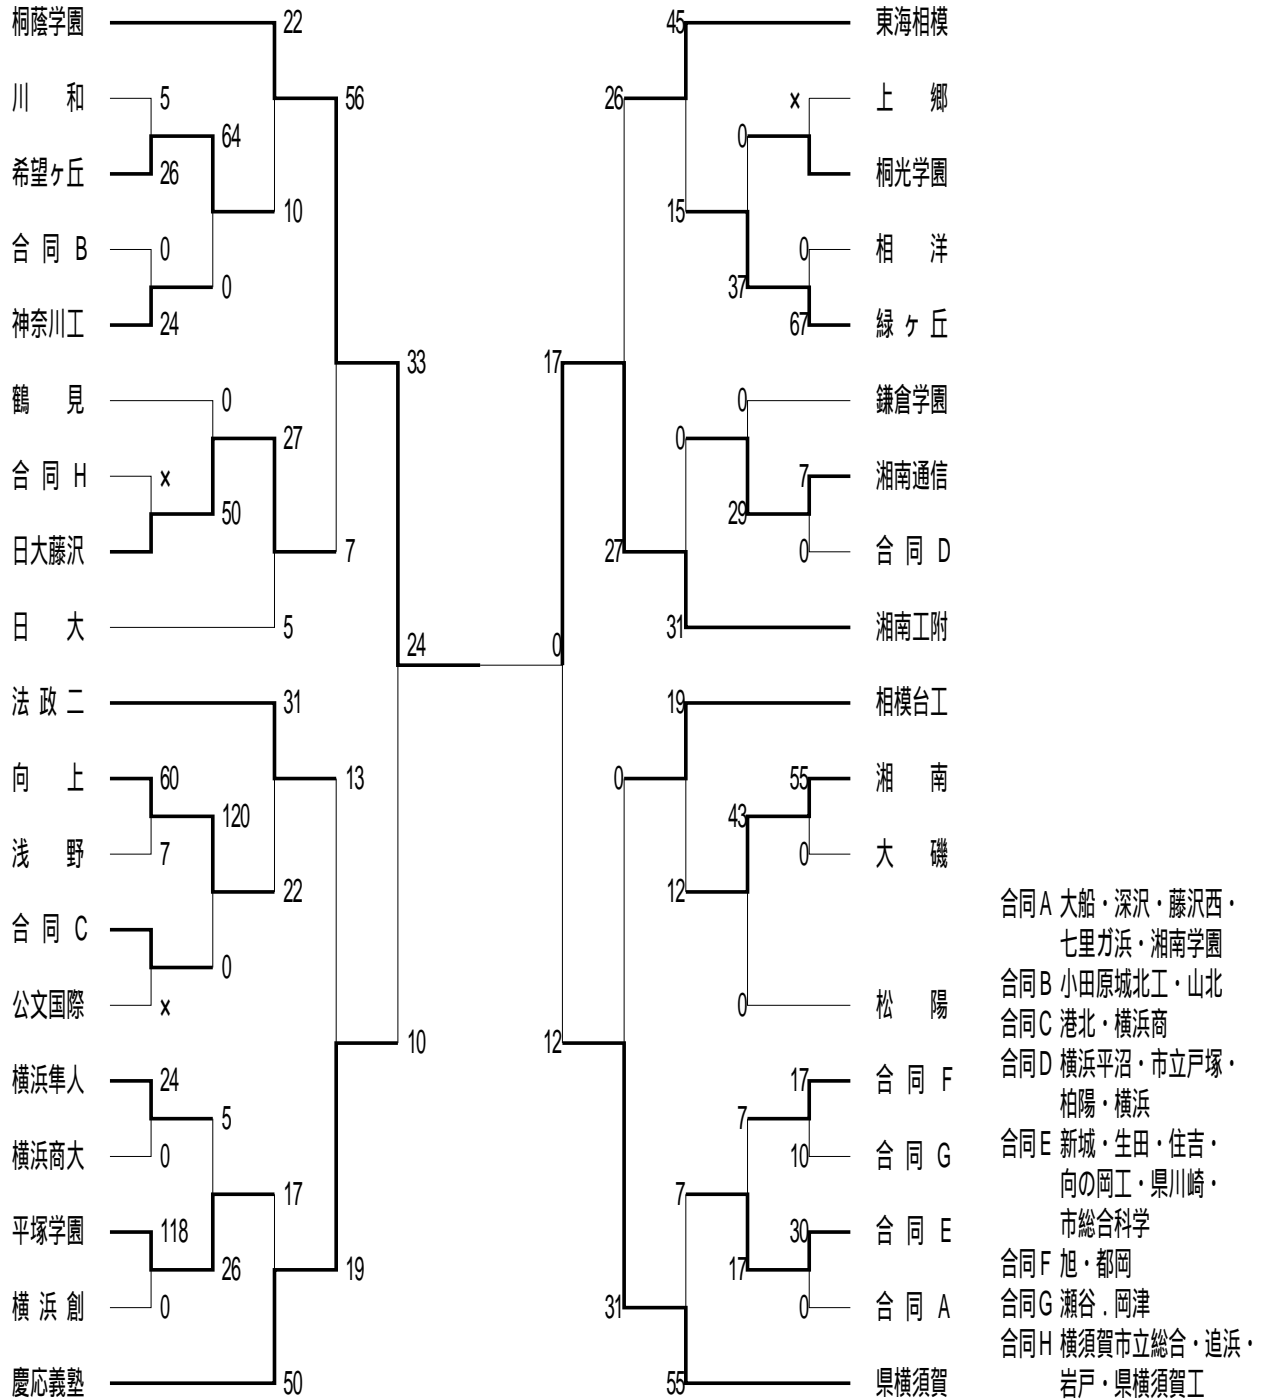 桐蔭学園 22 45 東海相模
川 和 5 56 26 × 上 郷
64 0
希望ヶ丘 26 桐光学園
10 15
合 同 B 0 0 相 洋
0 37
神奈川工 24 67 緑 ヶ 丘
33 17
鶴 見 0 0 鎌倉学園
27 0
合 同 H × 7 湘南通信
50 29
日大藤沢 7 27 0 合 同 D
日 大 5 31 湘南工附
24 0
法 政 二 31 19 相模台工
向 上 60 13 0 55 湘 南
120 43
浅 野 7 0 大 磯
22 12
合 同 C
0
公文国際 × 0 松 陽
10 12
横浜隼人 24 17 合 同 F
5 7
横浜商大 0 10 合 同 G
17 7
平塚学園 118 30 合 同 E
26 19 17
横 浜 創 0 31 0 合 同 A
慶応義塾 50 55 県横須賀
合同A 大船・深沢・藤沢西・
七里ガ浜・湘南学園
合同B 小田原城北工・山北
合同C 港北・横浜商
合同D 横浜平沼・市立戸塚・
柏陽・横浜
合同E 新城・生田・住吉・
向の岡工・県川崎・
市総合科学
合同F 旭・都岡
合同G 瀬谷．岡津
合同H 横須賀市立総合・追浜・
岩戸・県横須賀工